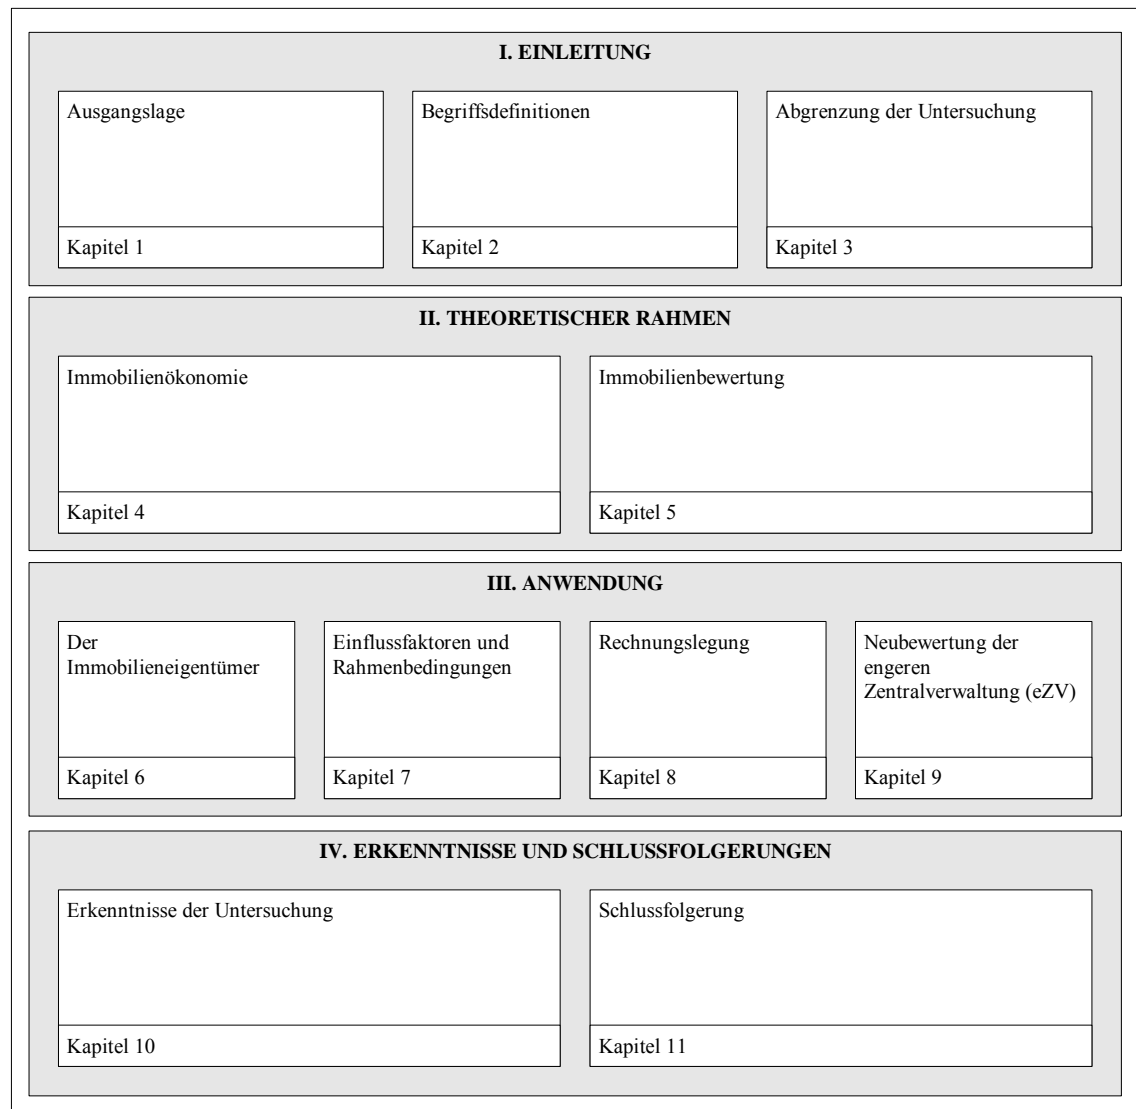 I. EINLEITUNG
Ausgangslage
Kapitel 1
Begriffsdefinitionen
Kapitel 2
Abgrenzung der Untersuchung
Kapitel 3
II. THEORETISCHER RAHMEN
Immobilienökonomie
Kapitel 4
Immobilienbewertung
Kapitel 5
III. ANWENDUNG
Der
Immobilieneigentümer
Kapitel 6
Einflussfaktoren und
Rahmenbedingungen
Kapitel 7
Rechnungslegung
Kapitel 8
Neubewertung der
engeren
Zentralverwaltung (eZV)
Kapitel 9
IV. ERKENNTNISSE UND SCHLUSSFOLGERUNGEN
Erkenntnisse der Untersuchung
Kapitel 10
Schlussfolgerung
Kapitel 11